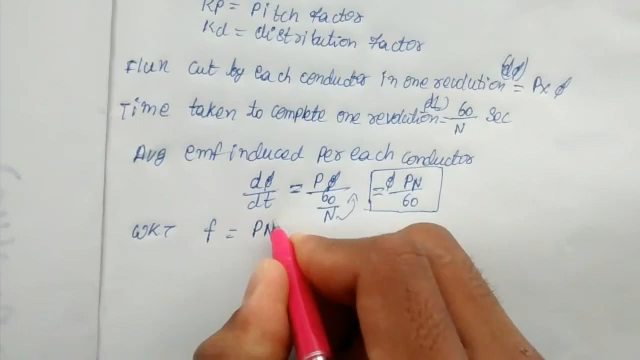 Kp = Pitch factor
Kd = distribution factor
Flux cut by each conductor in one revolution (dφ) = P×φ
Time taken to complete one revolution (dt) = 60/N sec
Avg emf induced per each conductor
dφ/dt = Pφ/(60/N) = φPN/60
WKT f = PN